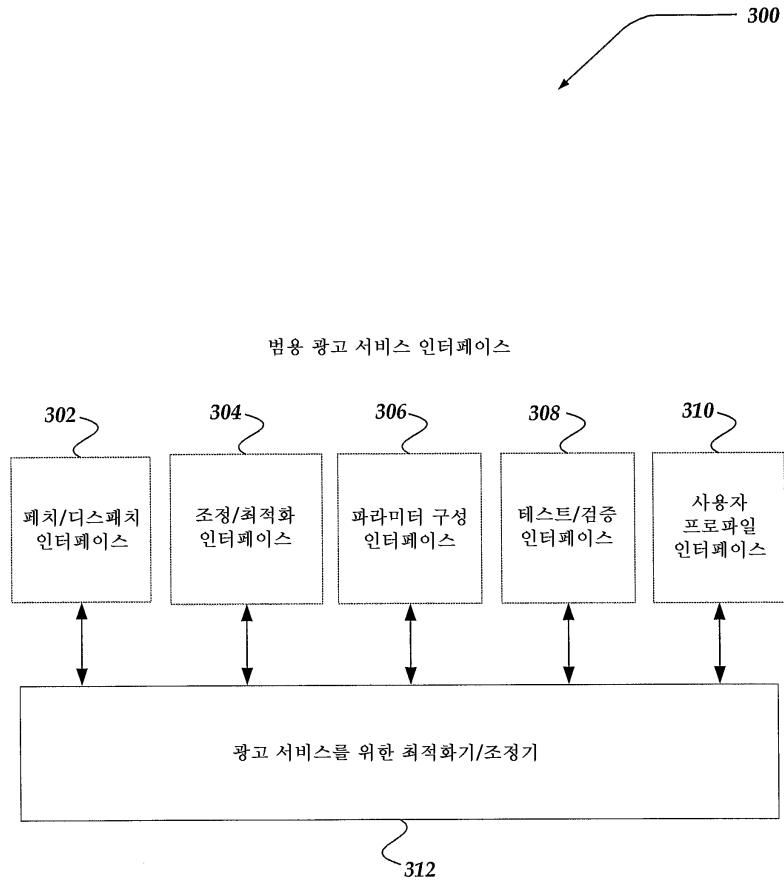 300
범용 광고 서비스 인터페이스
302
304
306
308
310
페치/디스패치
인터페이스
조정/최적화
인터페이스
파라미터 구성
인터페이스
테스트/검증
인터페이스
사용자
프로파일
인터페이스
광고 서비스를 위한 최적화기/조정기
312